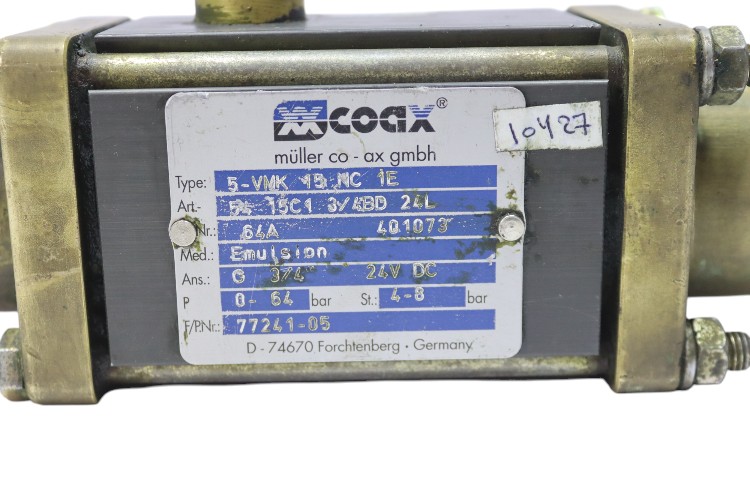 coax®
10427
müller co - ax gmbh
Type: 5-VMK 15 NC 1E
Art.- 54 15C1 3/4BD 24L
Nr.: 64A 401073
Med.: Emulsion
Ans.: G 3/4" 24V DC
P 0- 64 bar St.: 4-8 bar
F/P.Nr.: 77241-05
D - 74670 Forchtenberg · Germany